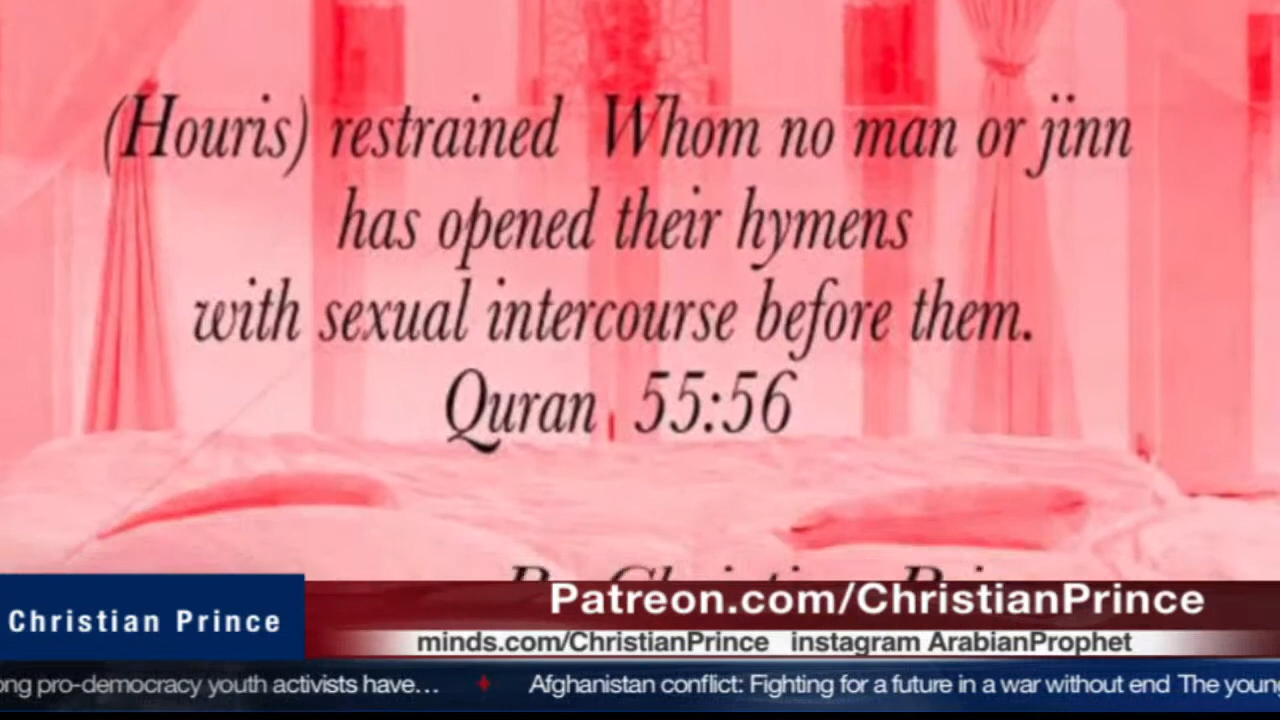 (Houris) restrained Whom no man or jinn
has opened their hymens
with sexual intercourse before them.
Quran 55:56
Patreon.com/ChristianPrince
Christian Prince
minds.com/ChristianPrince instagram ArabianProphet
pro-democracy youth activists have... Afghanistan conflict: Fighting for a future in a war without end The